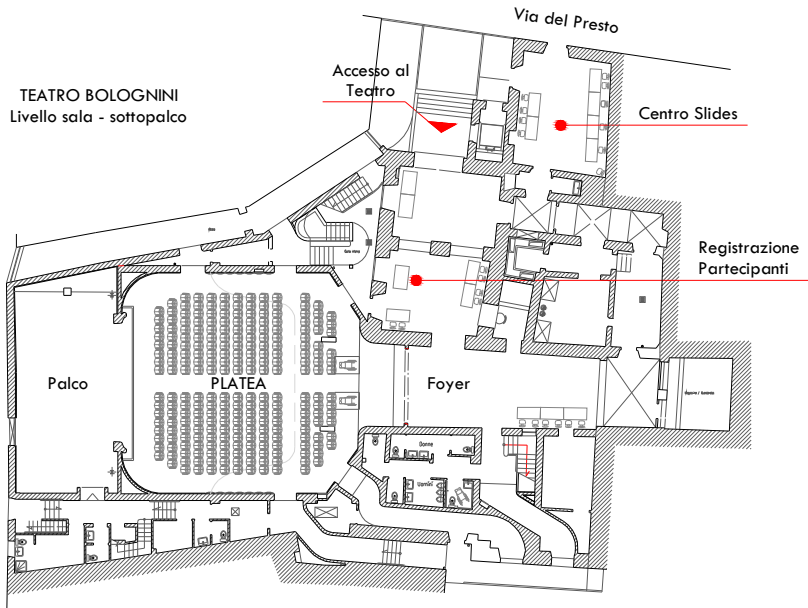 Via del Presto
Accesso al
Teatro
TEATRO BOLOGNINI
Livello sala - sottopalco
Centro Slides
Registrazione
Partecipanti
Palco
PLATEA
Foyer
Donne
Uomini